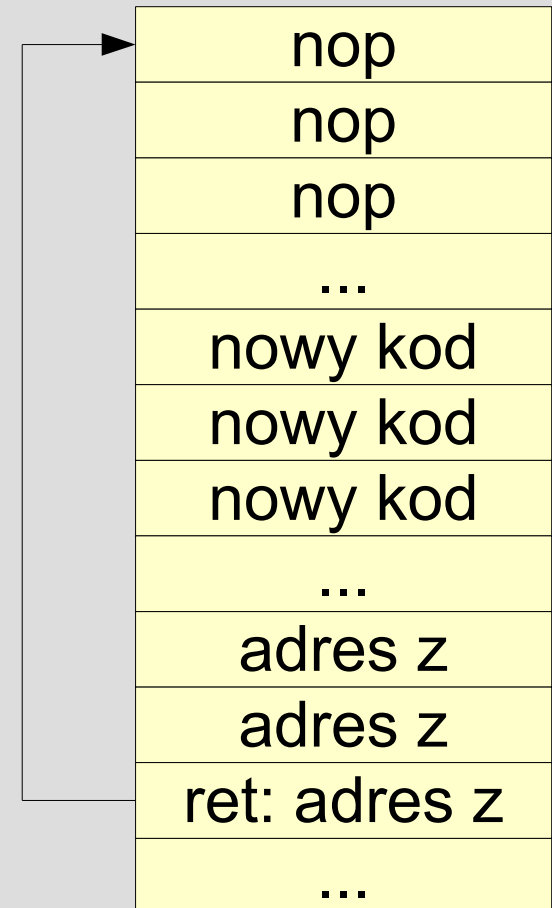 nop
nop
nop
...
nowy kod
nowy kod
nowy kod
...
adres z
adres z
ret: adres z
...